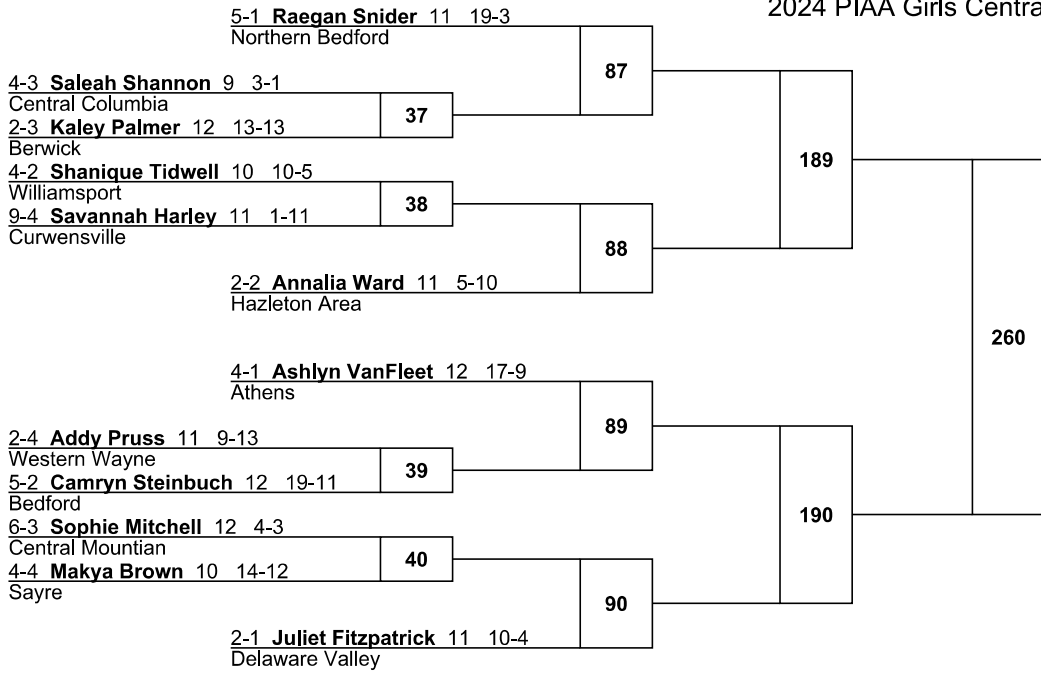 2024 PIAA Girls Centra
5-1 Raegan Snider 11 19-3
Northern Bedford
87
4-3 Saleah Shannon 9 3-1
Central Columbia
37
2-3 Kaley Palmer 12 13-13
Berwick
189
4-2 Shanique Tidwell 10 10-5
Williamsport
38
9-4 Savannah Harley 11 1-11
Curwensville
88
2-2 Annalia Ward 11 5-10
Hazleton Area
260
4-1 Ashlyn VanFleet 12 17-9
Athens
89
2-4 Addy Pruss 11 9-13
Western Wayne
39
5-2 Camryn Steinbuch 12 19-11
Bedford
190
6-3 Sophie Mitchell 12 4-3
Central Mountian
40
4-4 Makya Brown 10 14-12
Sayre
90
2-1 Juliet Fitzpatrick 11 10-4
Delaware Valley